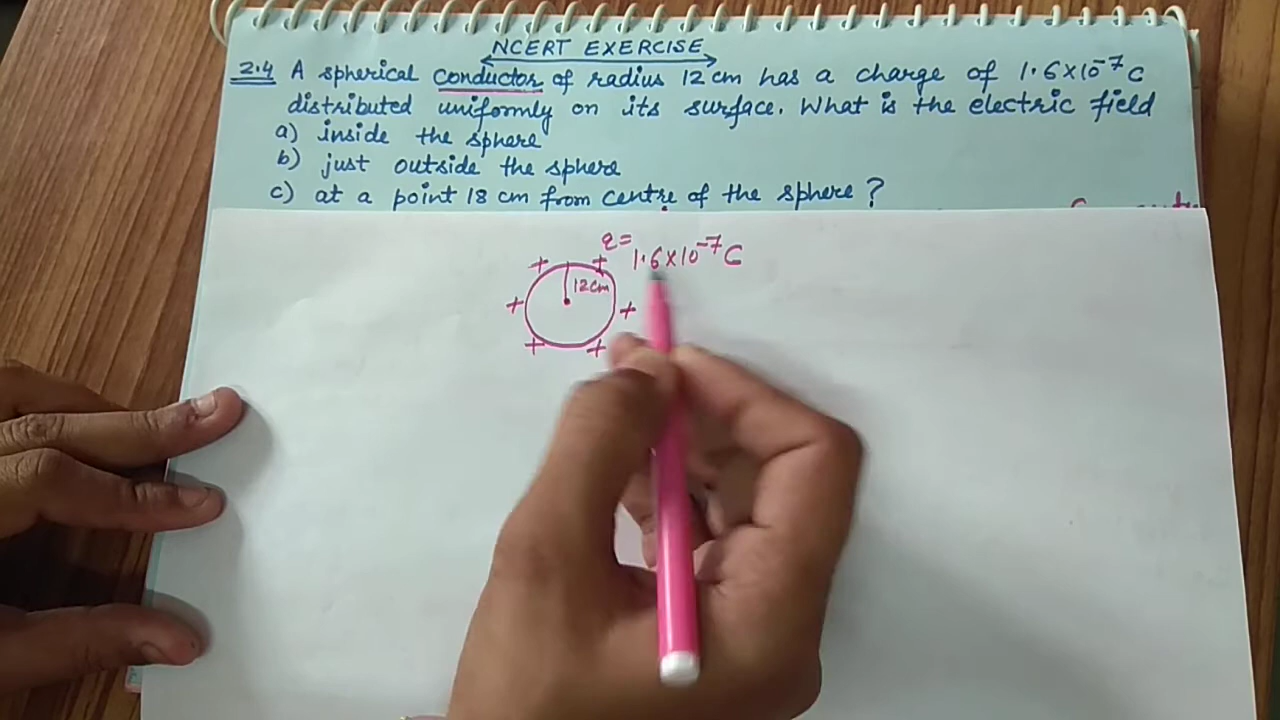 NCERT EXERCISE
2.4 A spherical conductor of radius 12 cm has a charge of 1.6×10⁻⁷ C
distributed uniformly on its surface. What is the electric field
a) inside the sphere
b) just outside the sphere
c) at a point 18 cm from centre of the sphere?
q=
1.6×10⁻⁷ C
12cm